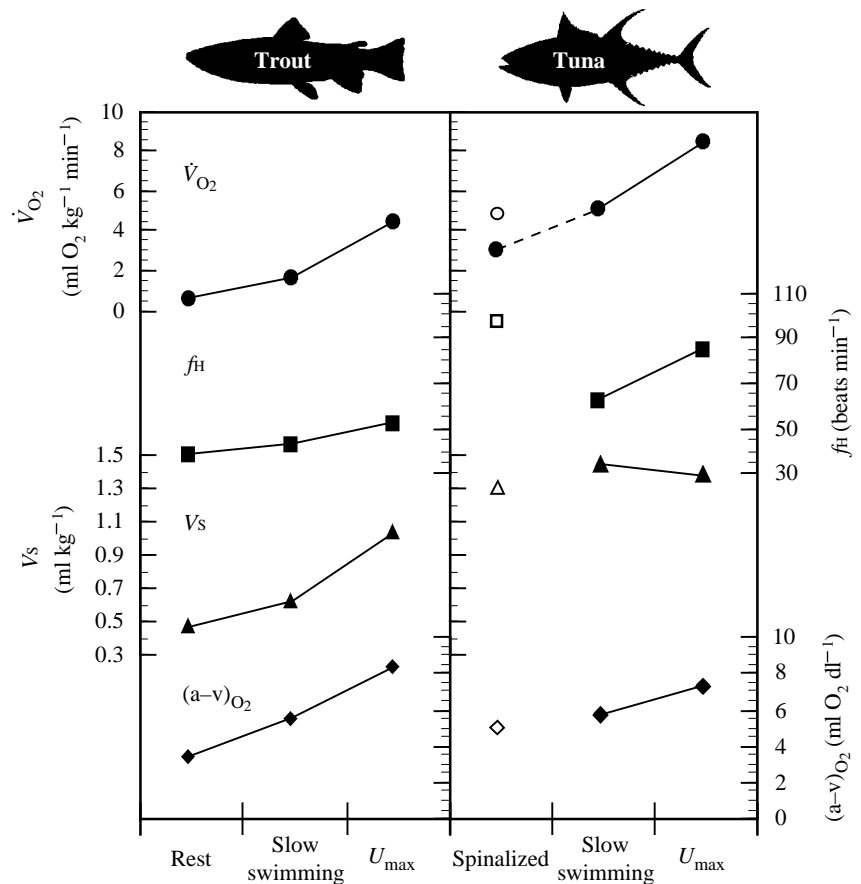 Trout
Tuna
10
8
6
4
2
0
V̇O₂
(ml O₂ kg⁻¹ min⁻¹)
V̇O₂
110
90
70
50
30
fH (beats min⁻¹)
fH
1.5
1.3
1.1
0.9
0.7
0.5
0.3
VS
(ml kg⁻¹)
VS
10
8
6
4
2
0
(a–v)O₂ (ml O₂ dl⁻¹)
(a–v)O₂
Rest
Slow
swimming
Umax
Spinalized
Slow
swimming
Umax